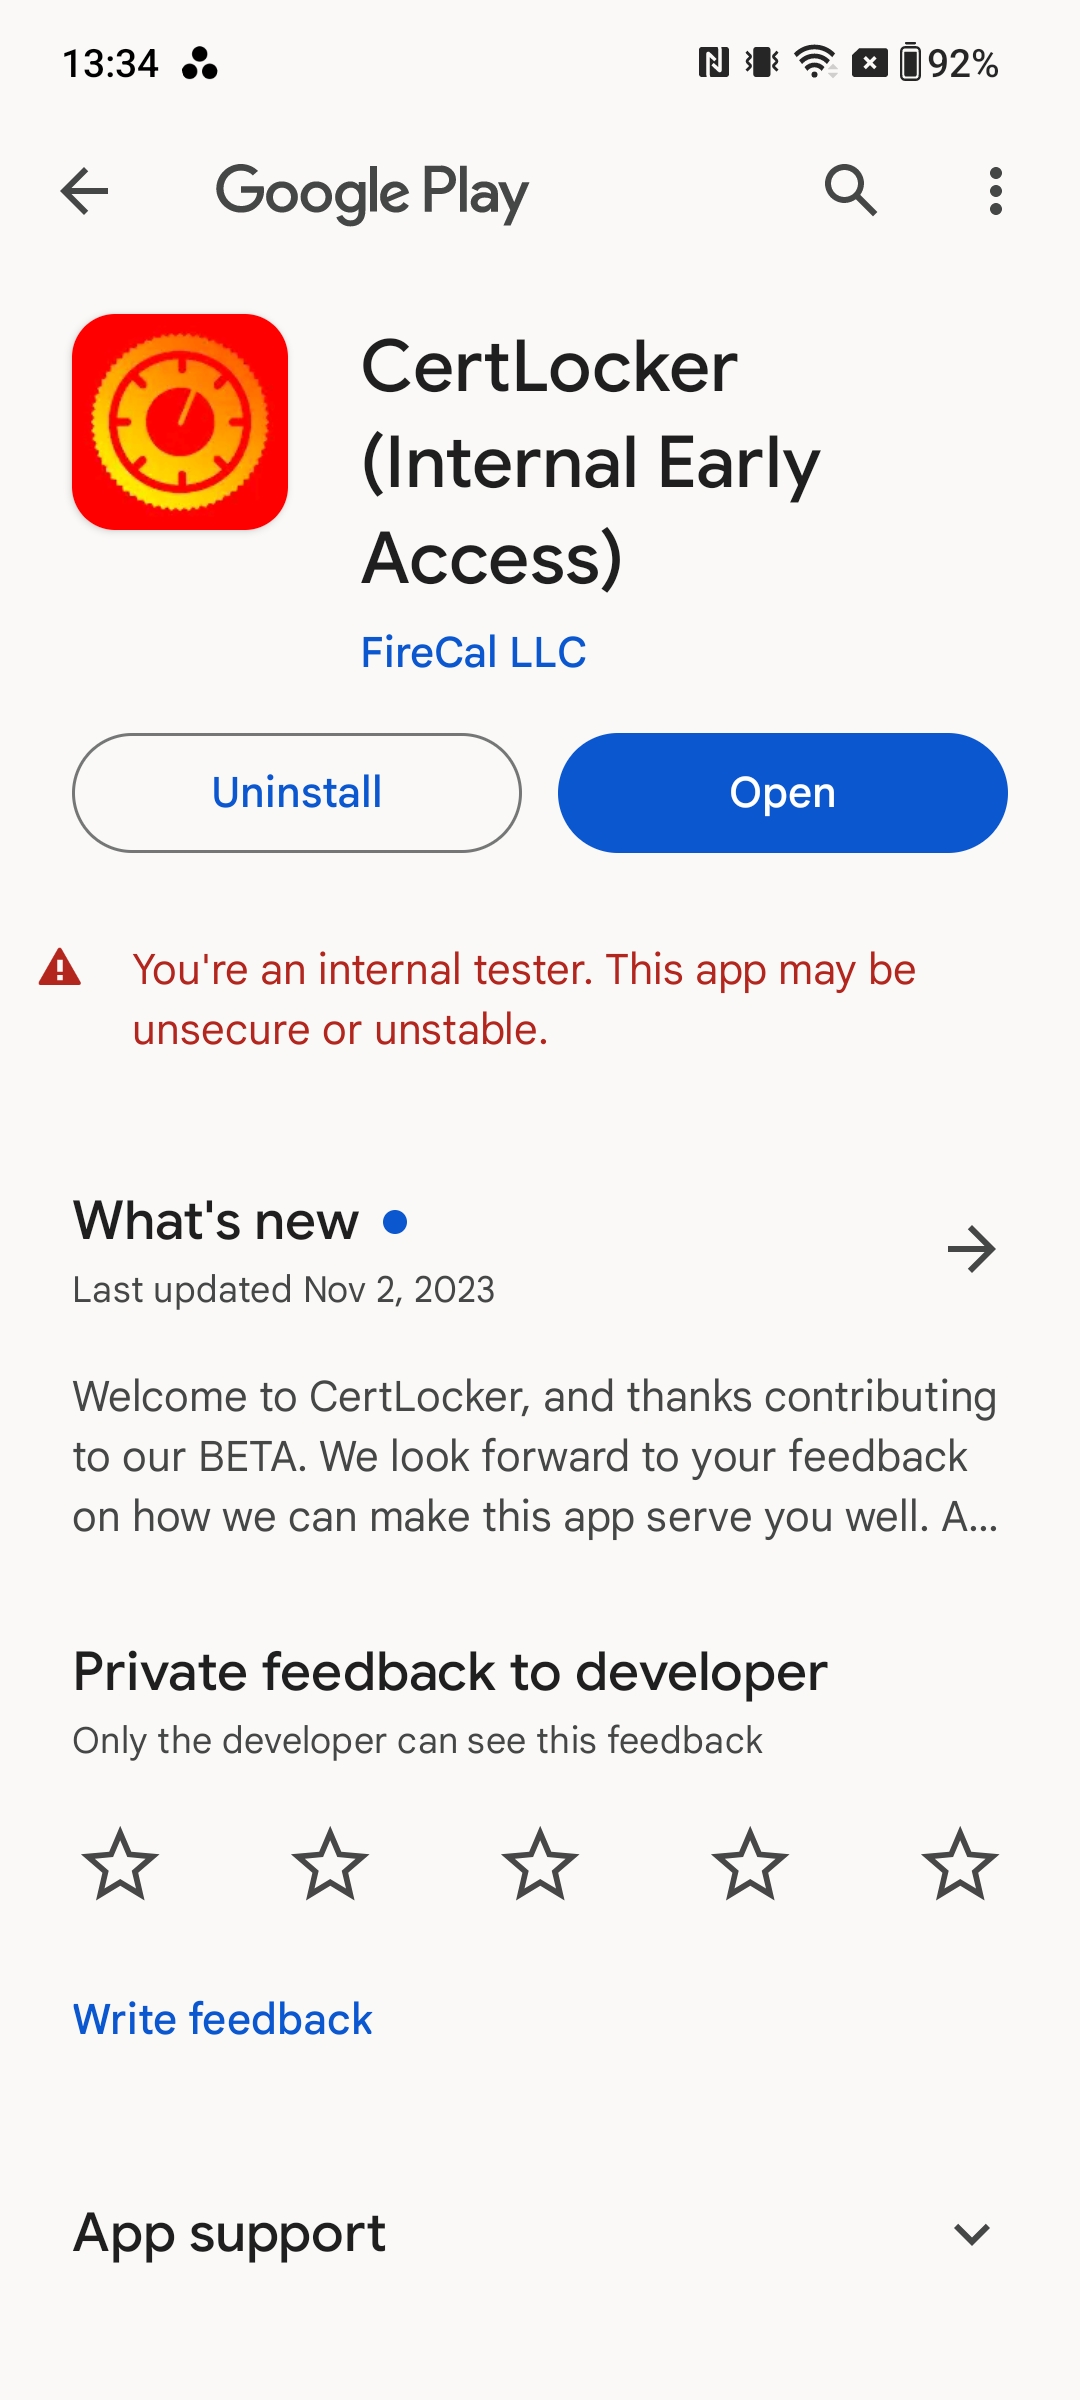 13:34
92%
Google Play
CertLocker
(Internal Early
Access)
FireCal LLC
Uninstall
Open
You're an internal tester. This app may be
unsecure or unstable.
What's new
Last updated Nov 2, 2023
Welcome to CertLocker, and thanks contributing
to our BETA. We look forward to your feedback
on how we can make this app serve you well. A...
Private feedback to developer
Only the developer can see this feedback
Write feedback
App support